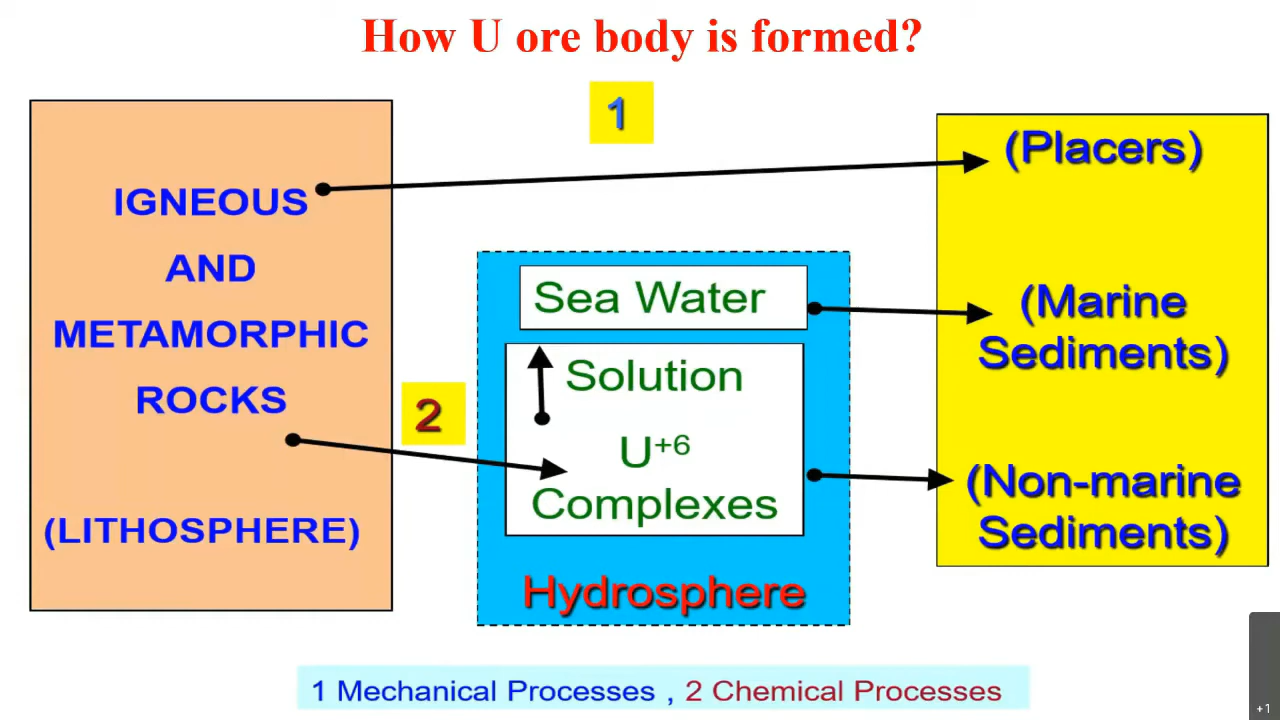 How U ore body is formed?
1
IGNEOUS
AND
METAMORPHIC
ROCKS
(LITHOSPHERE)
2
Sea Water
Solution
U+6
Complexes
Hydrosphere
(Placers)
(Marine
Sediments)
(Non-marine
Sediments)
1 Mechanical Processes , 2 Chemical Processes
+1